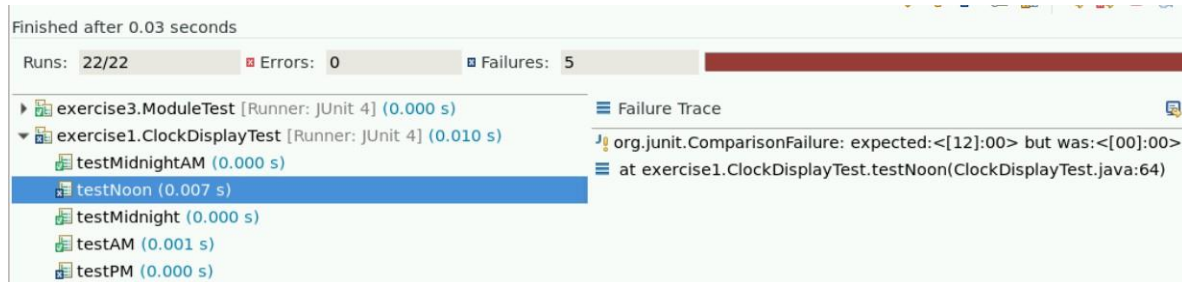 Finished after 0.03 seconds
Runs: 22/22 Errors: 0 Failures: 5
exercise3.ModuleTest [Runner: JUnit 4] (0.000 s)
exercise1.ClockDisplayTest [Runner: JUnit 4] (0.010 s)
testMidnightAM (0.000 s)
testNoon (0.007 s)
testMidnight (0.000 s)
testAM (0.001 s)
testPM (0.000 s)
Failure Trace
org.junit.ComparisonFailure: expected:<[12]:00> but was:<[00]:00>
at exercise1.ClockDisplayTest.testNoon(ClockDisplayTest.java:64)